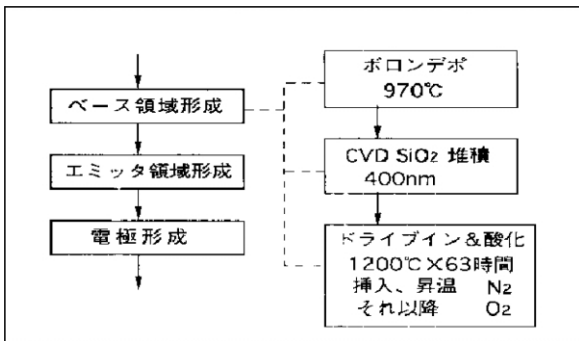 ベース領域形成
エミッタ領域形成
電極形成
ボロンデポ
970℃
CVD SiO₂ 堆積
400nm
ドライブイン&酸化
1200℃×63時間
挿入、昇温 N₂
それ以降 O₂